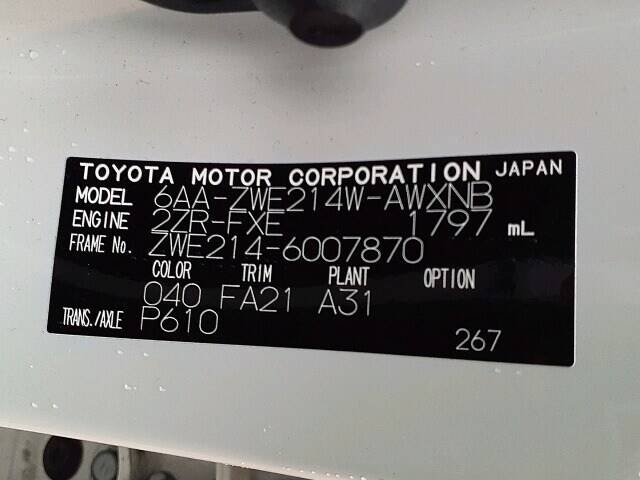 TOYOTA MOTOR CORPORATION JAPAN
MODEL 6AA-ZWE214W-AWXNB
ENGINE 2ZR-FXE 1797 mL
FRAME No. ZWE214-6007870
COLOR TRIM PLANT OPTION
040 FA21 A31
TRANS./AXLE P610
267